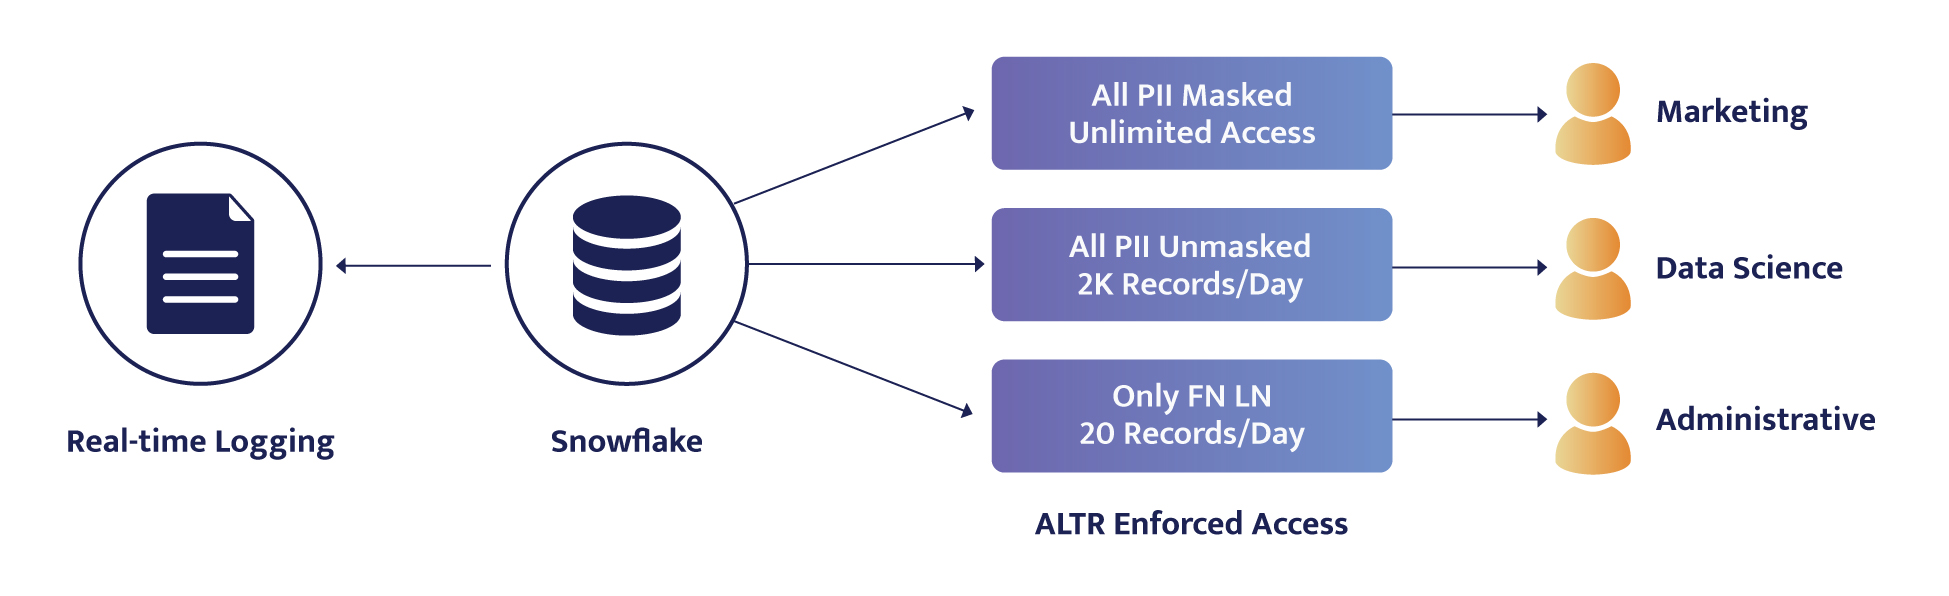 All PII Masked
Unlimited Access
Marketing
All PII Unmasked
2K Records/Day
Data Science
Only FN LN
20 Records/Day
Administrative
Real-time Logging
Snowflake
ALTR Enforced Access